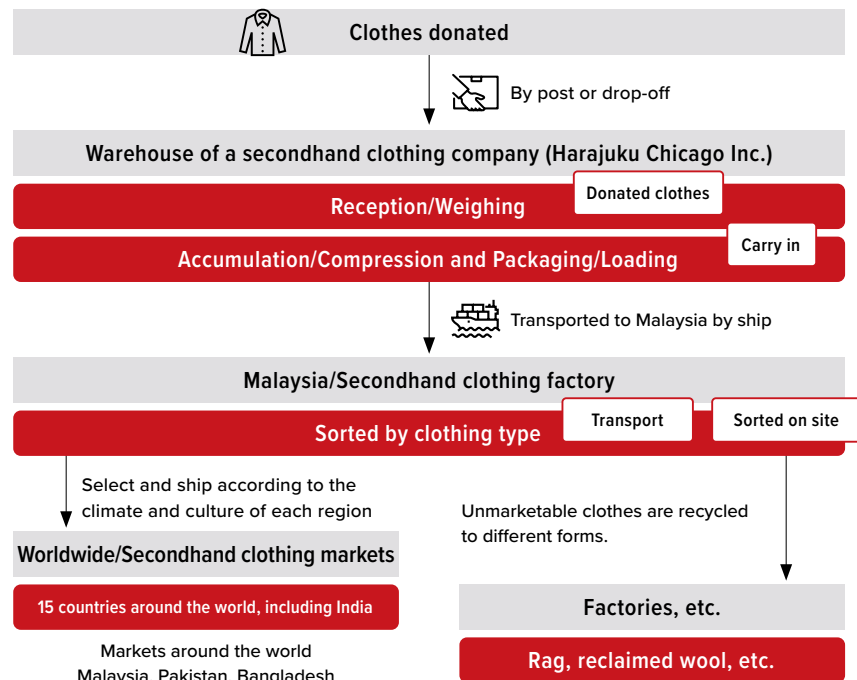 Clothes donated
By post or drop-off
Warehouse of a secondhand clothing company (Harajuku Chicago Inc.)
Donated clothes
Reception/Weighing
Carry in
Accumulation/Compression and Packaging/Loading
Transported to Malaysia by ship
Malaysia/Secondhand clothing factory
Transport
Sorted on site
Sorted by clothing type
Select and ship according to the
climate and culture of each region
Worldwide/Secondhand clothing markets
15 countries around the world, including India
Markets around the world
Malaysia, Pakistan, Bangladesh
Unmarketable clothes are recycled
to different forms.
Factories, etc.
Rag, reclaimed wool, etc.